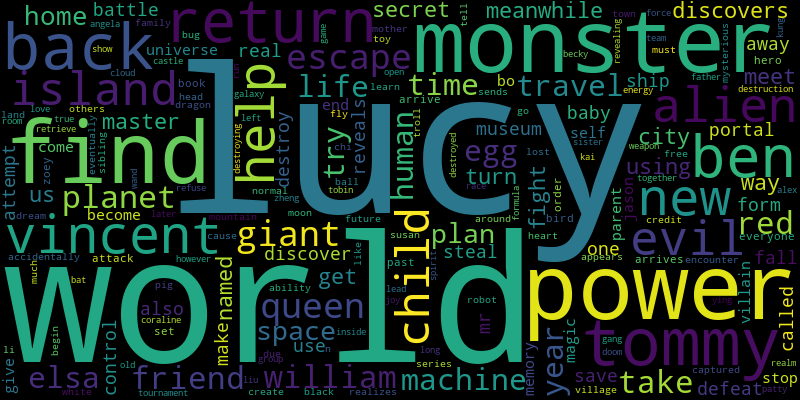 home battle return secret meanwhile discovers
angela family bug mother game tell monster town force
back universe real escape show cloud toy kung
island castle book head dragon galaxy help life time bo travel ship away hero
land love others run lucy museum self baby meet
room true find master end fly chi troll egg city portal alien
retrieve come eventually sibling left destroying destroy try reveals human turn using ben
attempt us zoey planet normal ball lost sister kai free way
dream become wand moon tobin refuse zheng race fight order weapon together jason new form alex
vincent later mountain future around formula bird parent red
giant child plan one credit everyone
accidentally cause however susan like steal heart evil fall
much attack named discover get past appears arrives encounter
world bat pig ability lead spirit power villain
coraline also queen joy robot mr
li set make space inside year tommy called
begin control use long gang
give elsa old due group machine series memory magic doom save stop realm
friend liu william take village captured defeat patty
white tournament create black realizes
becky open learn arrive sends go destroyed energy must team father revealing mysterious destruction ying